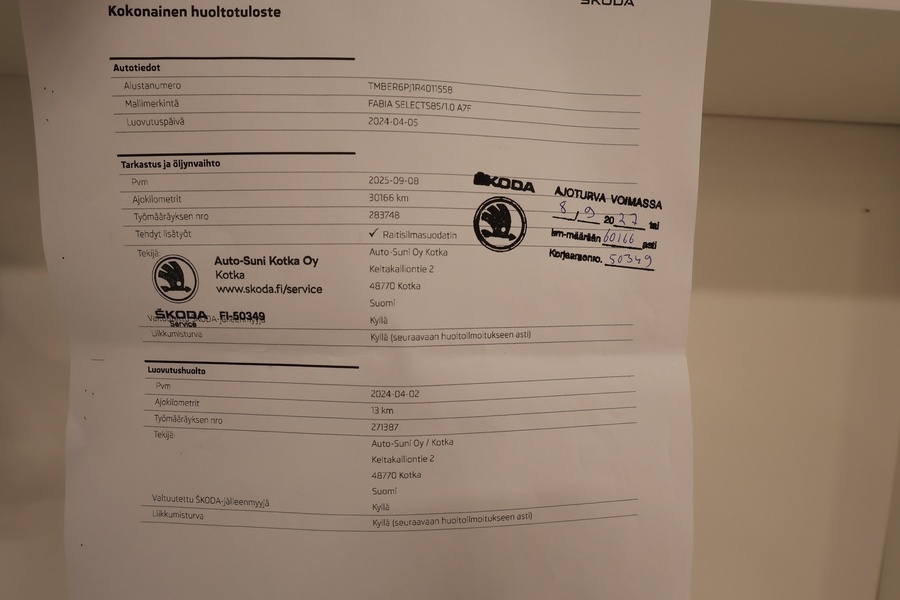 ŠKODA
Kokonainen huoltotuloste
Autotiedot
Alustanumero TMBER6PJ1R4011558
Mallimerkintä FABIA SELECTS85/1.0 A7F
Luovutuspäivä 2024-04-05
Tarkastus ja öljynvaihto
Pvm 2025-09-08
Ajokilometrit 30166 km
Työmääräyksen nro 283748
Tehdyt lisätyöt ✓ Raitisilmasuodatin
Tekijä Auto-Suni Oy Kotka
Keltakalliontie 2
48770 Kotka
Suomi
Valtuutettu ŠKODA-jälleenmyyjä Kyllä
Liikkumisturva Kyllä (seuraavaan huoltoilmoitukseen asti)
ŠKODA
AJOTURVA VOIMASSA
8/9 2027 tai
km-määrään 60166 asti
Korjaamonro. 50349
Auto-Suni Kotka Oy
Kotka
www.skoda.fi/service
ŠKODA FI-50349
Service
Luovutushuolto
Pvm 2024-04-02
Ajokilometrit 13 km
Työmääräyksen nro 271387
Tekijä Auto-Suni Oy / Kotka
Keltakalliontie 2
48770 Kotka
Suomi
Valtuutettu ŠKODA-jälleenmyyjä Kyllä
Liikkumisturva Kyllä (seuraavaan huoltoilmoitukseen asti)